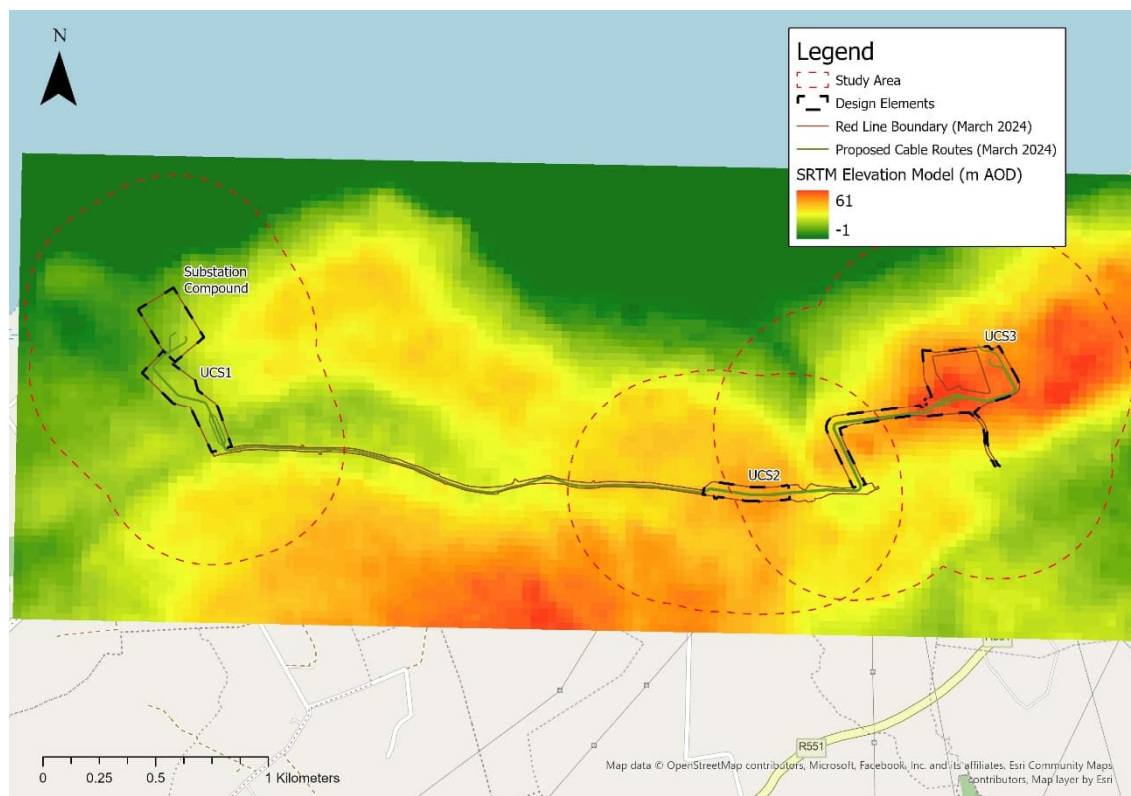 N
Legend
Study Area
Design Elements
Red Line Boundary (March 2024)
Proposed Cable Routes (March 2024)
SRTM Elevation Model (m AOD)
61
-1
Substation
Compound
UCS1
UCS3
UCS2
R551
0 0.25 0.5 1 Kilometers
Map data © OpenStreetMap contributors, Microsoft, Facebook, Inc. and its affiliates, Esri Community Maps
contributors, Map layer by Esri